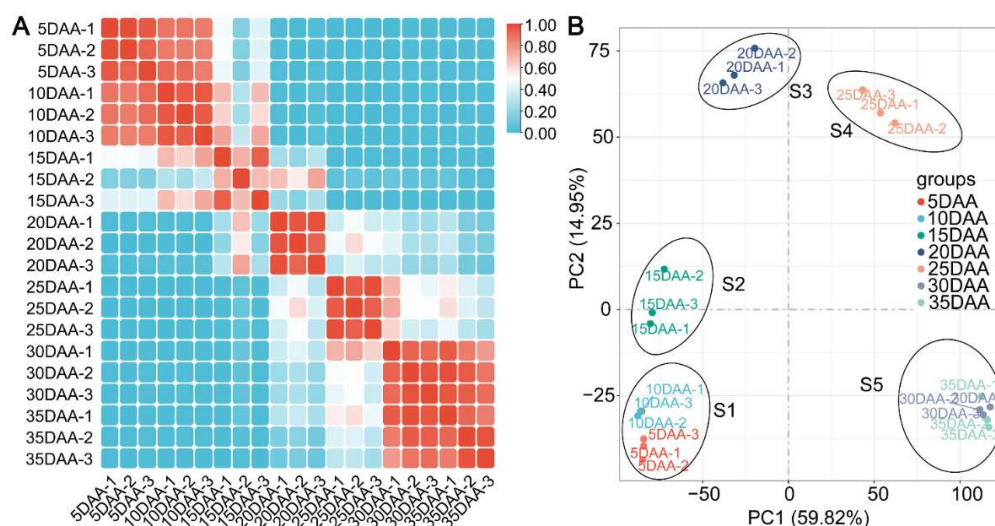 A
5DAA-1
5DAA-2
5DAA-3
10DAA-1
10DAA-2
10DAA-3
15DAA-1
15DAA-2
15DAA-3
20DAA-1
20DAA-2
20DAA-3
25DAA-1
25DAA-2
25DAA-3
30DAA-1
30DAA-2
30DAA-3
35DAA-1
35DAA-2
35DAA-3
5DAA-1
5DAA-2
5DAA-3
10DAA-1
10DAA-2
10DAA-3
15DAA-1
15DAA-2
15DAA-3
20DAA-1
20DAA-2
20DAA-3
25DAA-1
25DAA-2
25DAA-3
30DAA-1
30DAA-2
30DAA-3
35DAA-1
35DAA-2
35DAA-3
1.00
0.80
0.60
0.40
0.20
0.00
B
PC2 (14.95%)
75
50
25
0
−25
20DAA-2
20DAA-1
20DAA-3
S3
25DAA-3
25DAA-1
25DAA-2
S4
15DAA-2
15DAA-3
15DAA-1
S2
10DAA-1
10DAA-3
10DAA-2
5DAA-3
5DAA-1
5DAA-2
S1
S5
35DAA-1
30DAA-2
30DAA-3
35DAA-2
groups
5DAA
10DAA
15DAA
20DAA
25DAA
30DAA
35DAA
−50
0
50
100
PC1 (59.82%)